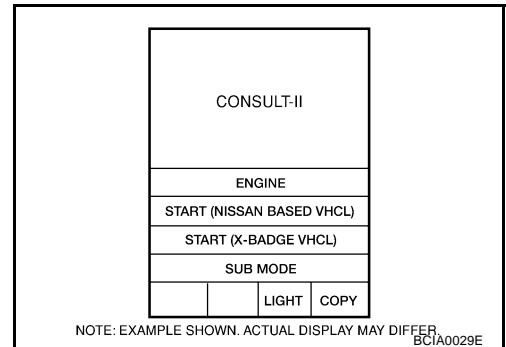 CONSULT-II
ENGINE
START (NISSAN BASED VHCL)
START (X-BADGE VHCL)
SUB MODE
LIGHT COPY
NOTE: EXAMPLE SHOWN. ACTUAL DISPLAY MAY DIFFER.
BCIA0029E